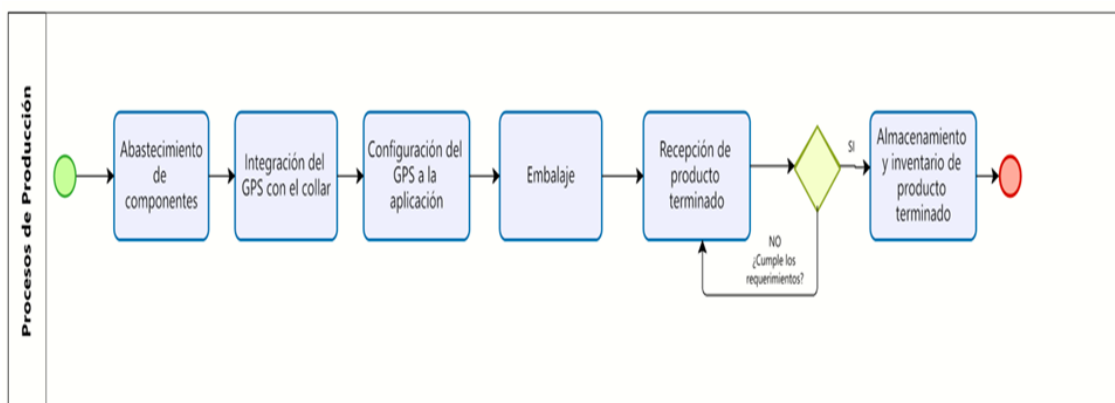 Procesos de Producción
Abastecimiento
de
componentes
Integración del
GPS con el collar
Configuración del
GPS a la
aplicación
Embalaje
Recepción de
producto
terminado
SI
NO
¿Cumple los
requerimientos?
Almacenamiento
y inventario de
producto
terminado